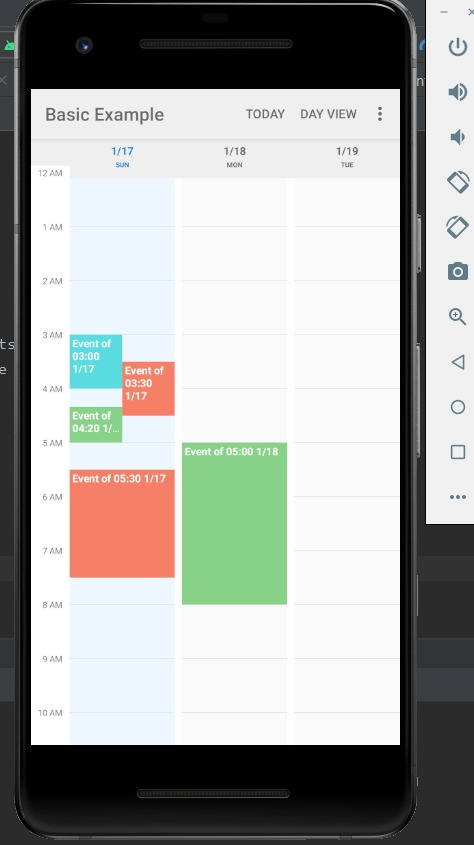 Basic Example
TODAY
DAY VIEW
1/17
SUN
1/18
MON
1/19
TUE
12 AM
1 AM
2 AM
3 AM
4 AM
5 AM
6 AM
7 AM
8 AM
9 AM
10 AM
Event of
03:00
1/17
Event of
03:30
1/17
Event of
04:20 1/...
Event of 05:30 1/17
Event of 05:00 1/18
ts
e